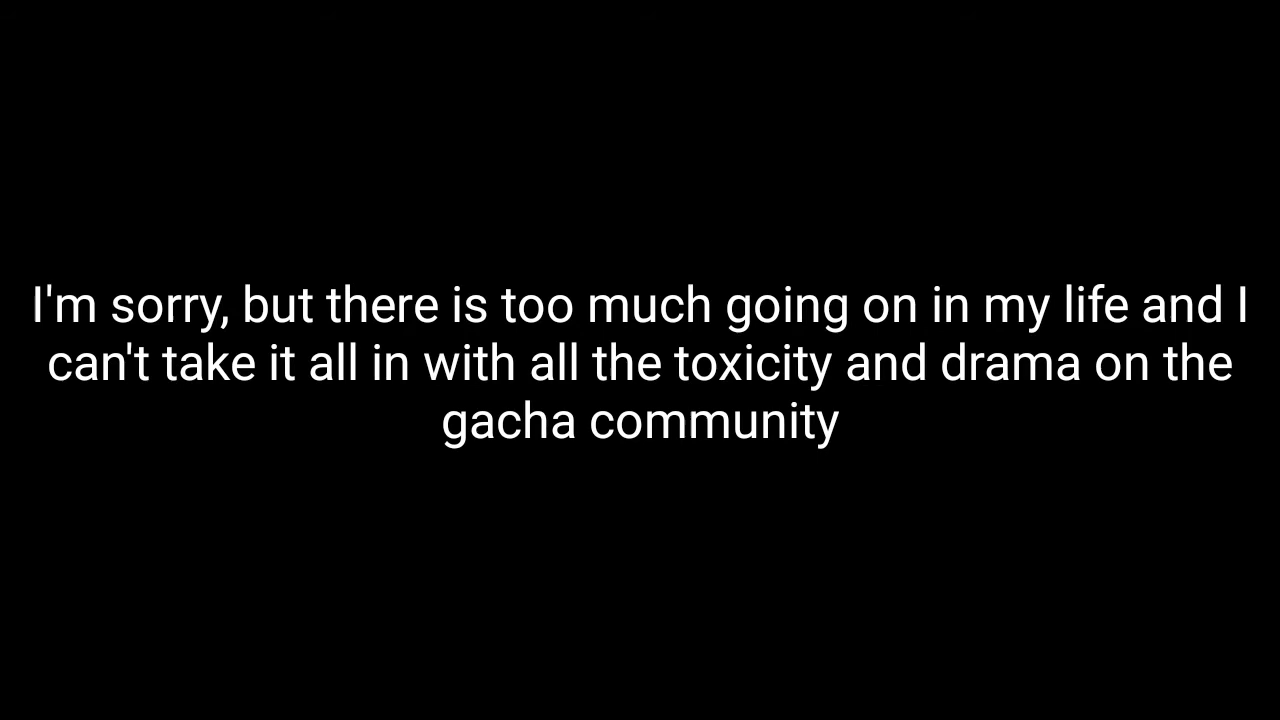 I'm sorry, but there is too much going on in my life and I
can't take it all in with all the toxicity and drama on the
gacha community